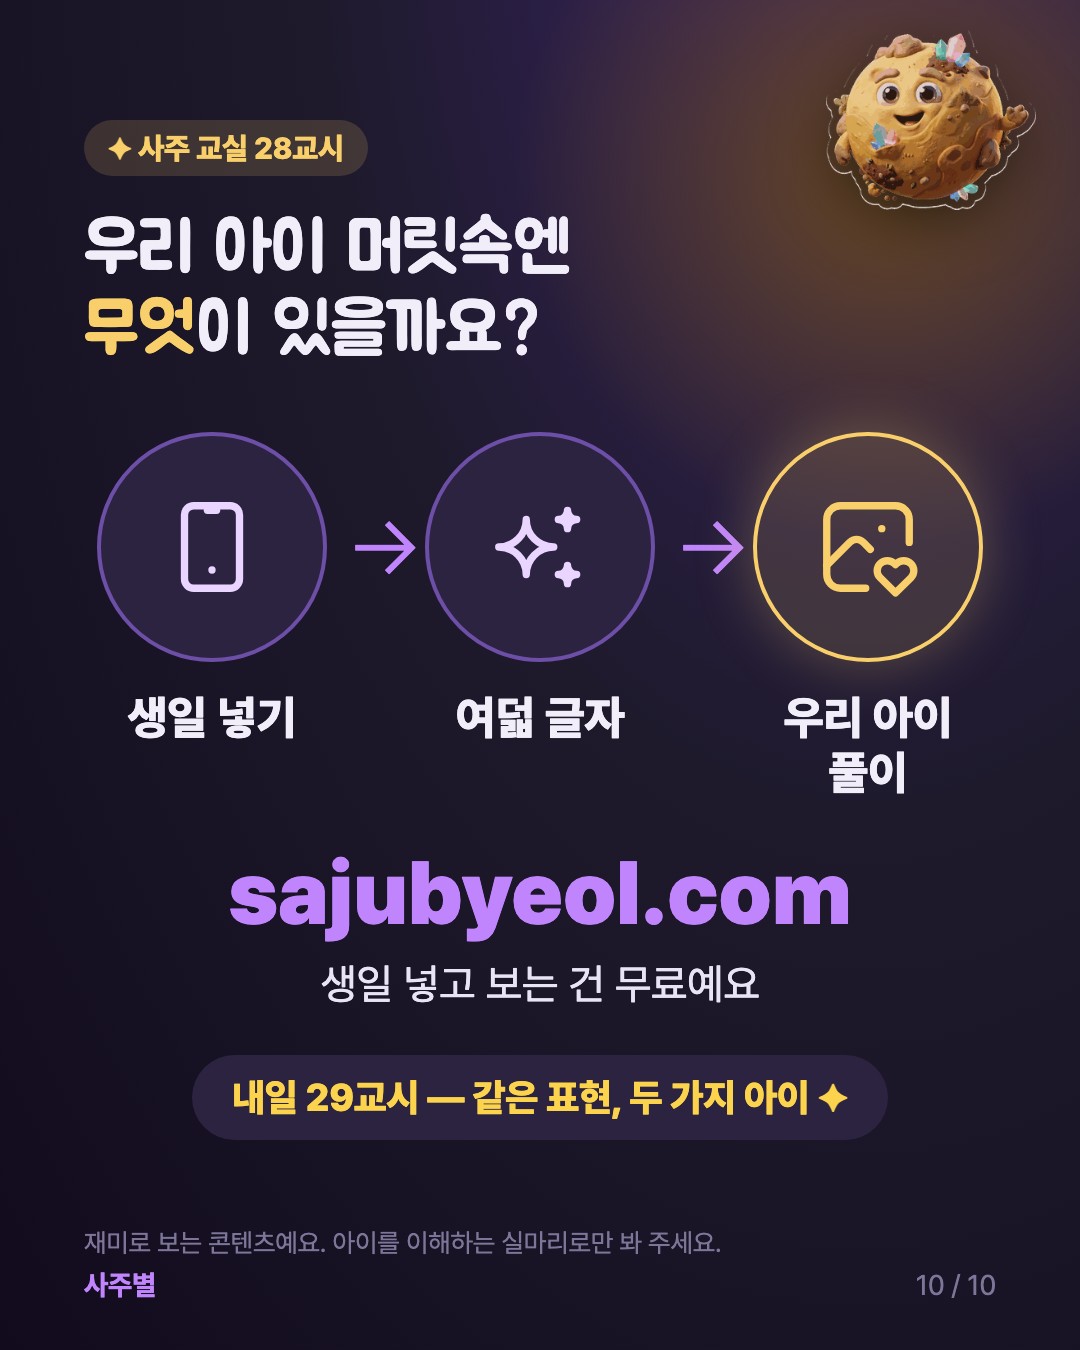 ✦ 사주 교실 28교시
우리 아이 머릿속엔
무엇이 있을까요?
생일 넣기
여덟 글자
우리 아이
풀이
sajubyeol.com
생일 넣고 보는 건 무료예요
내일 29교시 — 같은 표현, 두 가지 아이 ✦
재미로 보는 콘텐츠예요. 아이를 이해하는 실마리로만 봐 주세요.
사주별
10 / 10